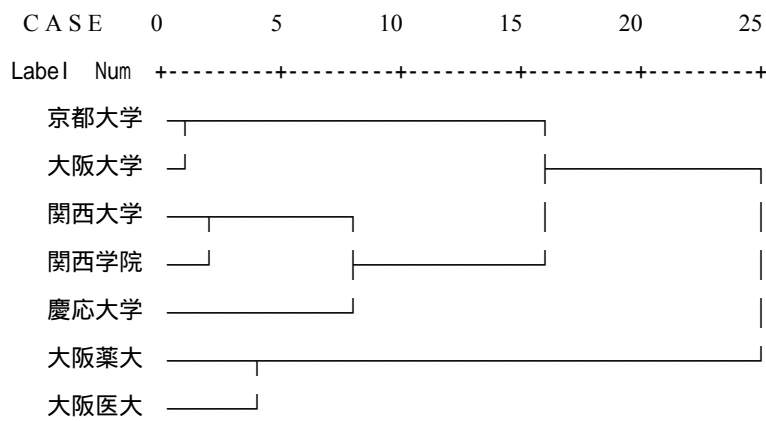 CASE 0 5 10 15 20 25
Label Num +---------+---------+---------+---------+---------+
京都大学
大阪大学
関西大学
関西学院
慶応大学
大阪薬大
大阪医大